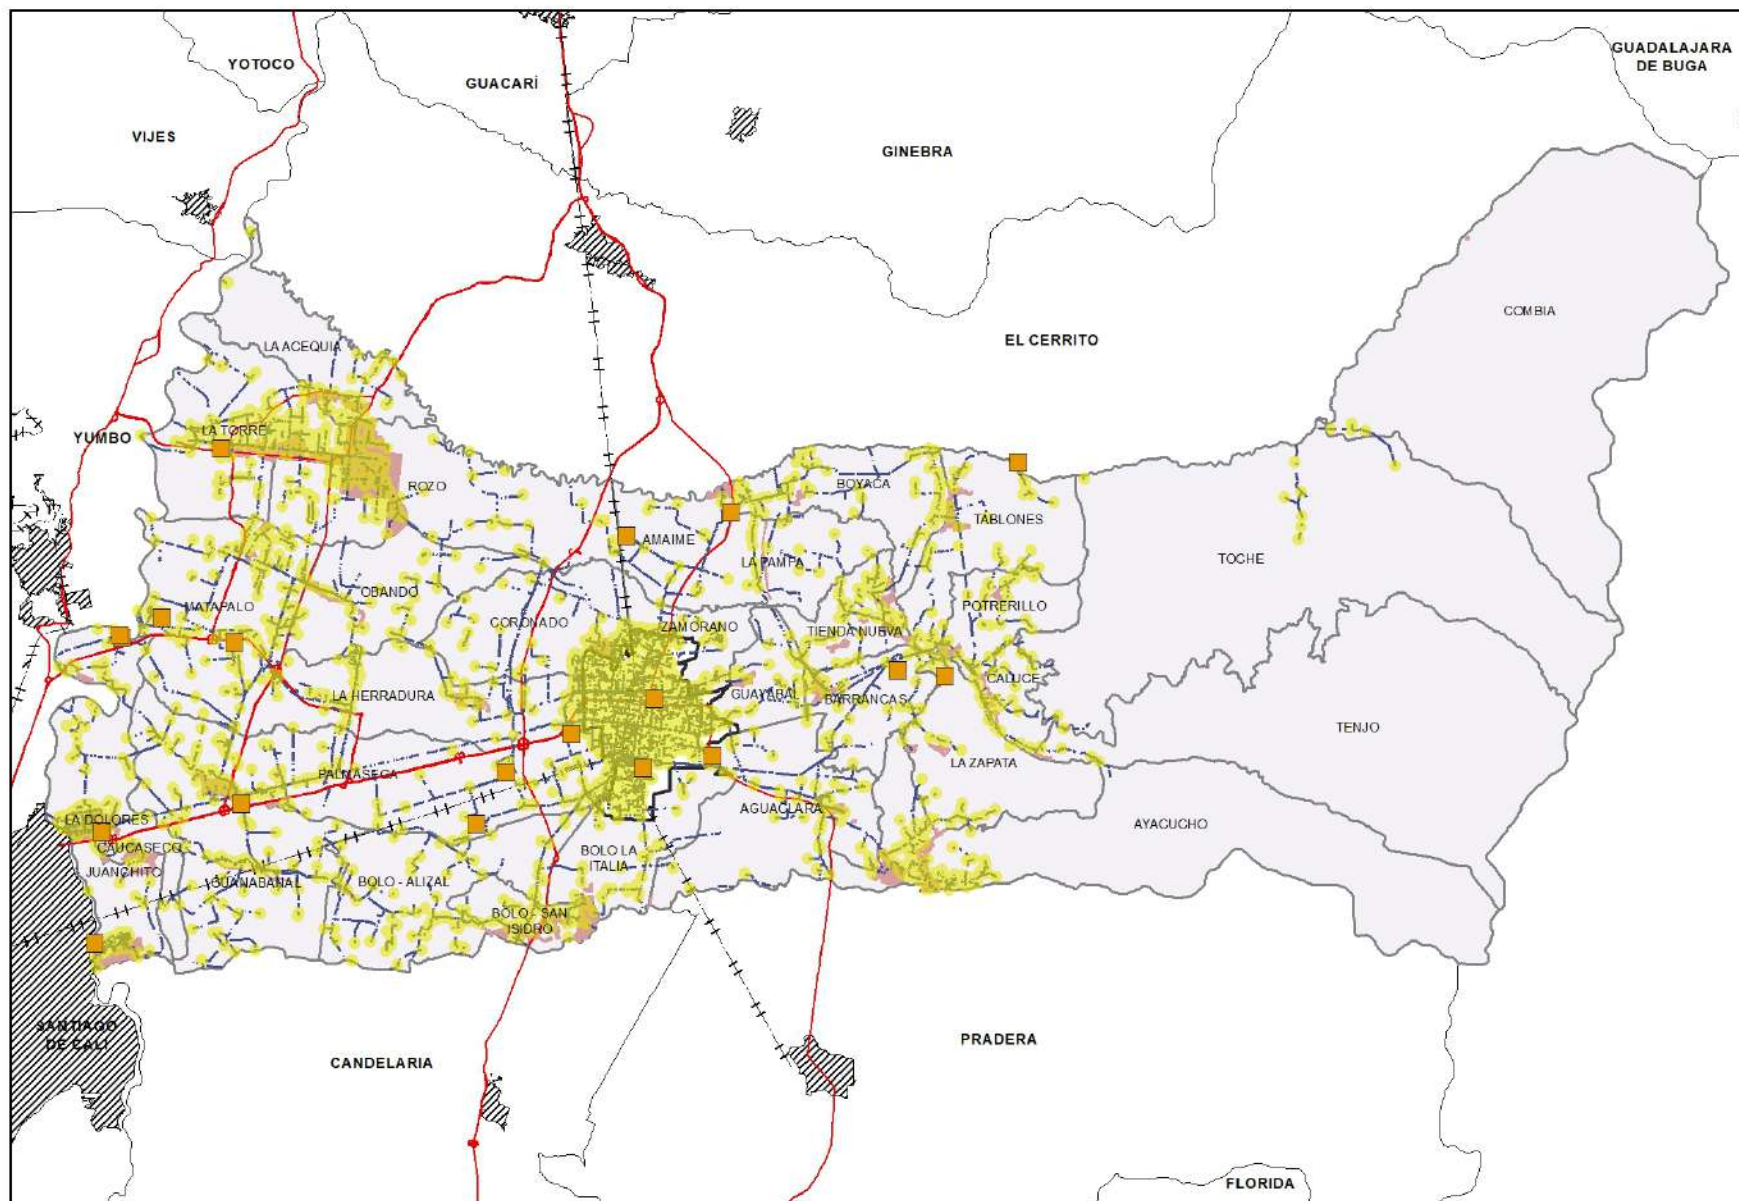 GUADALAJARA
DE BUGA
YOTOCO
GUACARÍ
VIJES
GINEBRA
COMBIA
EL CERRITO
LA ACEQUIA
LA TORRE
YUMBO
ROZO
BOYACA
TABLONES
AMAIME
LA PAMPA
TOCHE
OBANDO
MATAPALO
POTRERILLO
CORONADO
ZAMORANO
TIENDA NUEVA
CALUCE
LA HERRADURA
GUAYABAL
BARRANCAS
TENJO
LA ZAPATA
PALMASECA
AGUACLARA
LA DOLORES
AYACUCHO
CAUCASECO
BOLO LA
ITALIA
JUANCHITO
GUANABANAL
BOLO - ALIZAL
BOLO - SAN
ISIDRO
SANTIAGO
DE CALI
PRADERA
CANDELARIA
FLORIDA